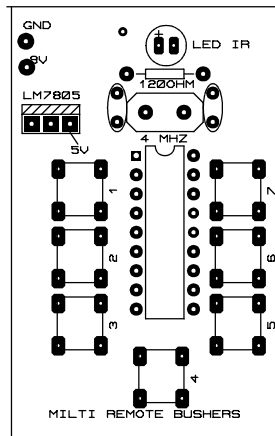 GND
+
LED IR
9V
120OHM
LM7805
4 MHZ
5V
1
7
2
6
3
5
4
MILTI REMOTE BUSHERS